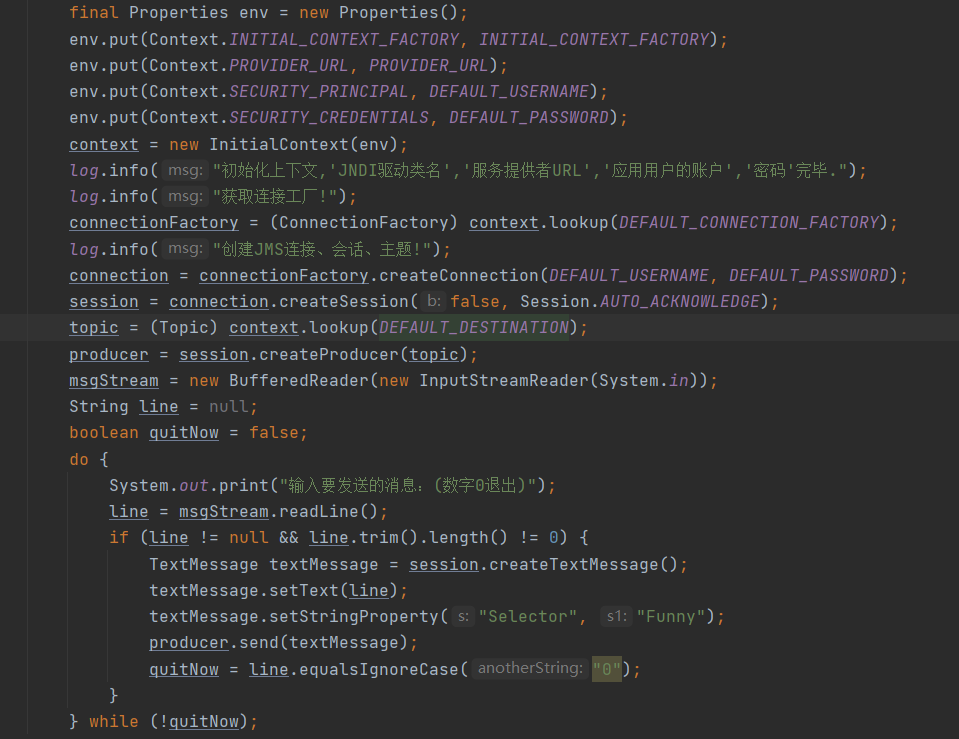 final Properties env = new Properties();
env.put(Context.INITIAL_CONTEXT_FACTORY, INITIAL_CONTEXT_FACTORY);
env.put(Context.PROVIDER_URL, PROVIDER_URL);
env.put(Context.SECURITY_PRINCIPAL, DEFAULT_USERNAME);
env.put(Context.SECURITY_CREDENTIALS, DEFAULT_PASSWORD);
context = new InitialContext(env);
log.info( msg: "初始化上下文,'JNDI驱动类名','服务提供者URL','应用用户的账户','密码'完毕.");
log.info( msg: "获取连接工厂!");
connectionFactory = (ConnectionFactory) context.lookup(DEFAULT_CONNECTION_FACTORY);
log.info( msg: "创建JMS连接、会话、主题!");
connection = connectionFactory.createConnection(DEFAULT_USERNAME, DEFAULT_PASSWORD);
session = connection.createSession( b: false, Session.AUTO_ACKNOWLEDGE);
topic = (Topic) context.lookup(DEFAULT_DESTINATION);
producer = session.createProducer(topic);
msgStream = new BufferedReader(new InputStreamReader(System.in));
String line = null;
boolean quitNow = false;
do {
System.out.print("输入要发送的消息：(数字0退出)");
line = msgStream.readLine();
if (line != null && line.trim().length() != 0) {
TextMessage textMessage = session.createTextMessage();
textMessage.setText(line);
textMessage.setStringProperty( s: "Selector", s1: "Funny");
producer.send(textMessage);
quitNow = line.equalsIgnoreCase( anotherString: "0");
}
} while (!quitNow);